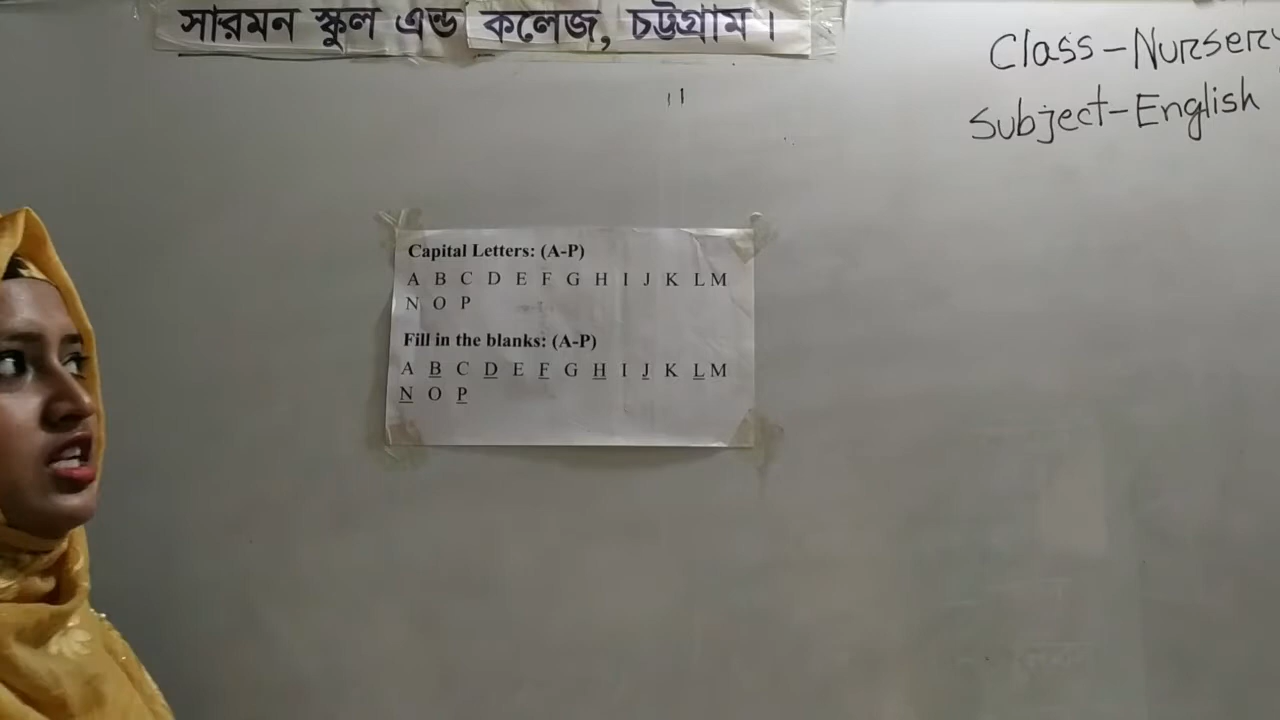 সারমন স্কুল এন্ড কলেজ, চট্টগ্রাম।
Class-Nursery
Subject-English
Capital Letters: (A-P)
A B C D E F G H I J K L M
N O P
Fill in the blanks: (A-P)
A B C D E F G H I J K L M
N O P